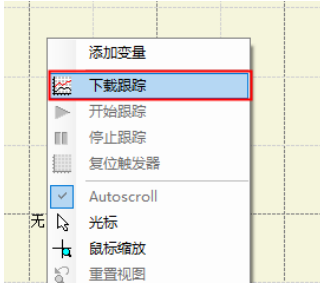 添加变量
下载跟踪
开始跟踪
停止跟踪
复位触发器
Autoscroll
无
光标
鼠标缩放
重置视图